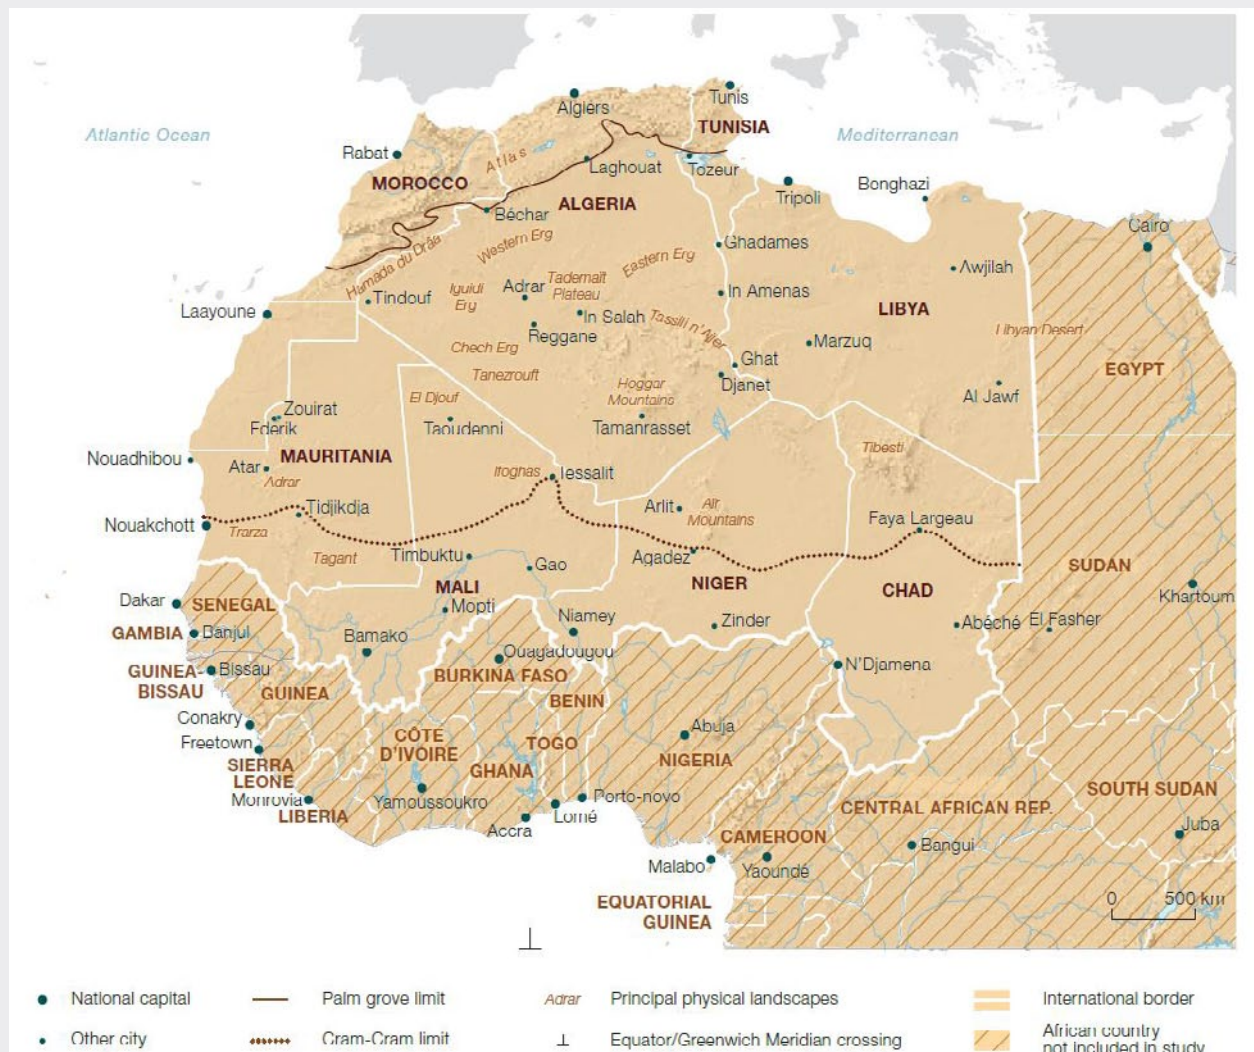 Algiers
Tunis
Atlantic Ocean
TUNISIA
Mediterranean
Rabat
Atlas
Laghouat
Tozeur
MOROCCO
Tripoli
Bonghazi
Béchar
ALGERIA
Cairo
Hamada du Drâa
Western Erg
Ghadames
Eastern Erg
Awjilah
Tindouf
Iguidi
Erg
Adrar
Tademaït
Plateau
In Amenas
Laayoune
In Salah
Reggane
Tassili n'Ajjer
LIBYA
Libyan Desert
Chech Erg
Marzuq
Tanezrouft
Ghat
Djanet
EGYPT
El Djouf
Hoggar
Mountains
Al Jawf
Zouirat
Fderik
Taoudenni
Tamanrasset
Nouadhibou
Atar
MAURITANIA
Adrar
Ifoghas
Tessalit
Tibesti
Tidjikdja
Arlit
Aïr
Mountains
Faya Largeau
Nouakchott
Trarza
Tagant
Timbuktu
Gao
Agadez
NIGER
CHAD
SUDAN
MALI
Khartoum
Dakar
SENEGAL
Mopti
Niamey
Zinder
Abéché
El Fasher
GAMBIA
Banjul
Bamako
Ouagadougou
N'Djamena
GUINEA-
BISSAU
Bissau
GUINEA
BURKINA FASO
BENIN
Conakry
Freetown
CÔTE
D'IVOIRE
TOGO
Abuja
GHANA
NIGERIA
SIERRA
LEONE
Monrovia
LIBERIA
Yamoussoukro
Accra
Lomé
Porto-novo
CENTRAL AFRICAN REP.
SOUTH SUDAN
Juba
CAMEROON
Bangui
Malabo
Yaoundé
EQUATORIAL
GUINEA
0 500 km
National capital
Palm grove limit
Adrar Principal physical landscapes
International border
Other city
Cram-Cram limit
Equator/Greenwich Meridian crossing
African country
not included in study